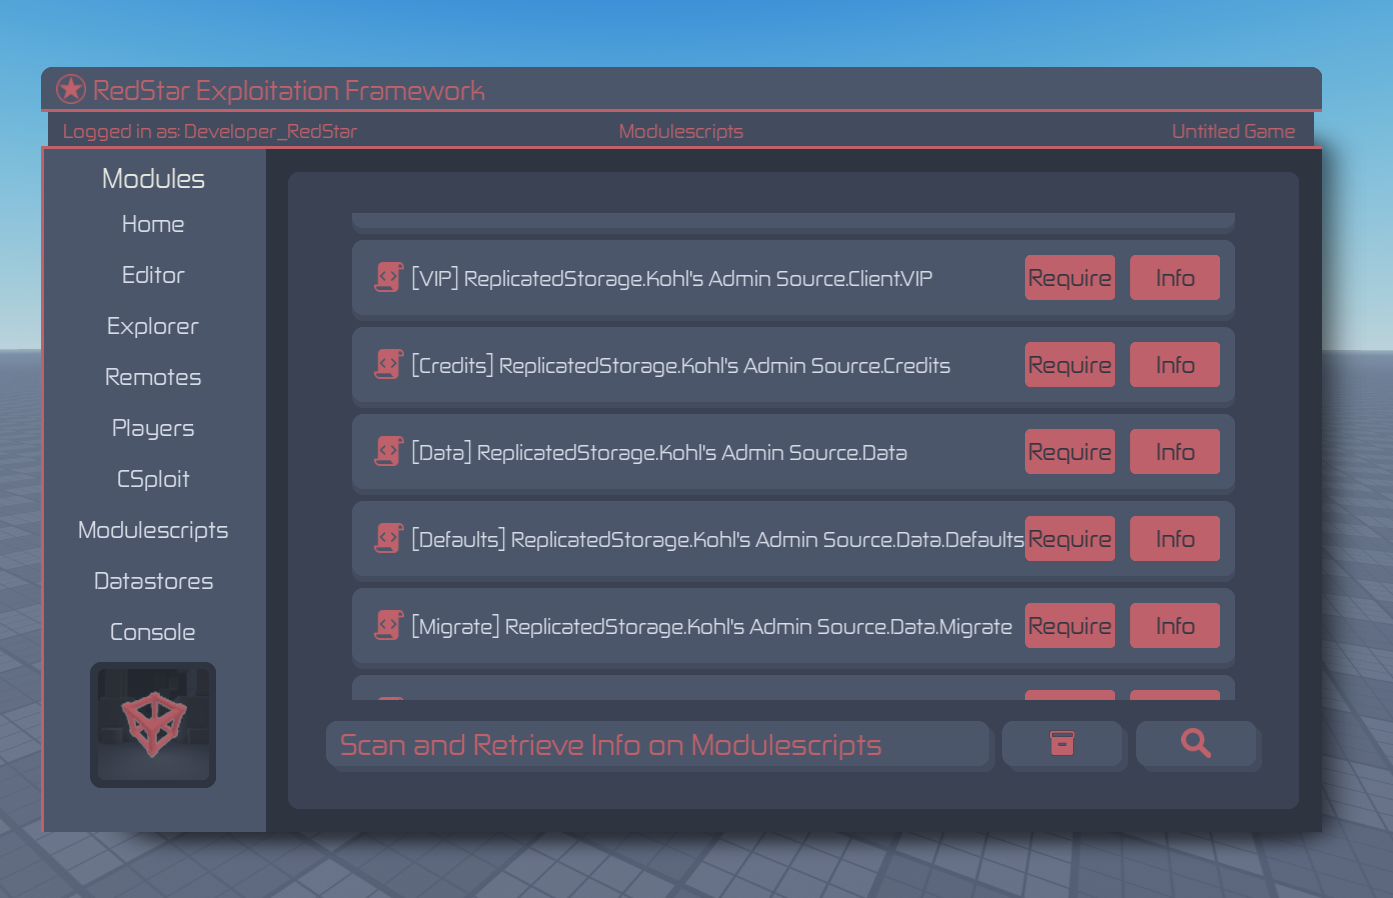 RedStar Exploitation Framework
Logged in as: Developer_RedStar
Modulescripts
Untitled Game
Modules
Home
Editor
Explorer
Remotes
Players
CSploit
Modulescripts
Datastores
Console
[VIP] ReplicatedStorage.Kohl's Admin Source.Client.VIP
Require
Info
[Credits] ReplicatedStorage.Kohl's Admin Source.Credits
Require
Info
[Data] ReplicatedStorage.Kohl's Admin Source.Data
Require
Info
[Defaults] ReplicatedStorage.Kohl's Admin Source.Data.Defaults
Require
Info
[Migrate] ReplicatedStorage.Kohl's Admin Source.Data.Migrate
Require
Info
Scan and Retrieve Info on Modulescripts